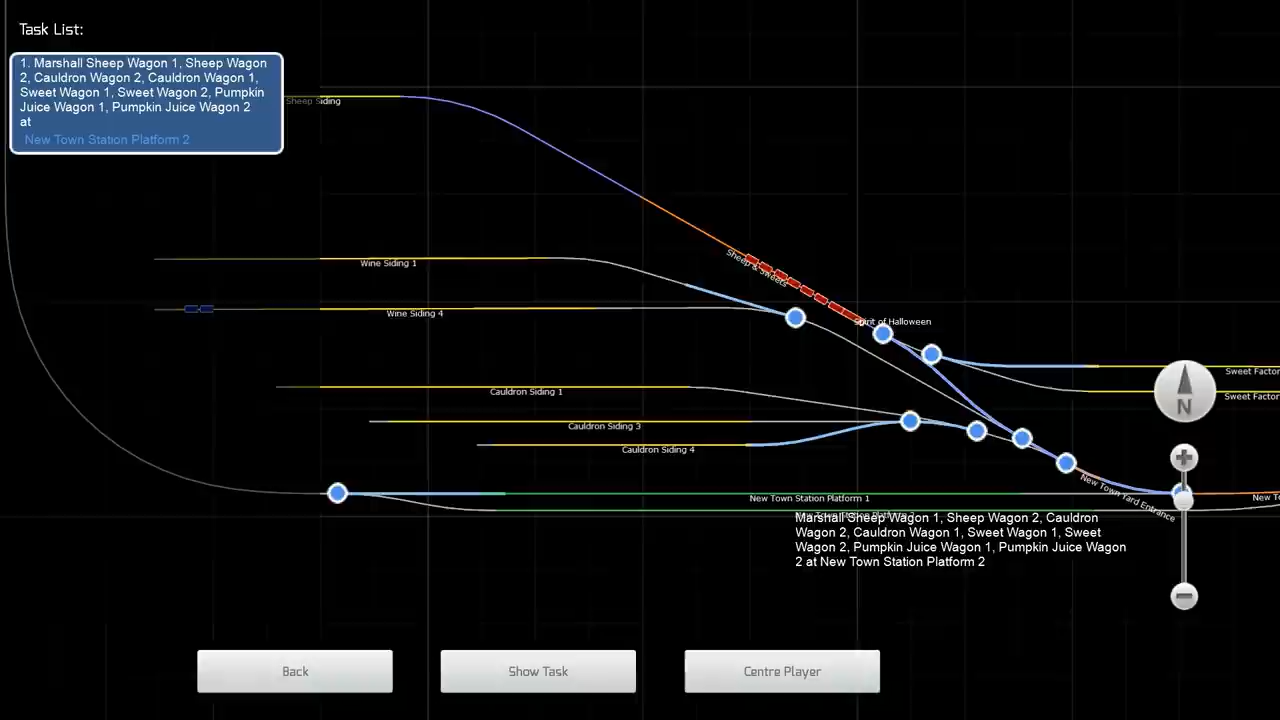 Task List:
1. Marshall Sheep Wagon 1, Sheep Wagon
2, Cauldron Wagon 2, Cauldron Wagon 1,
Sweet Wagon 1, Sweet Wagon 2, Pumpkin
Juice Wagon 1, Pumpkin Juice Wagon 2
at
New Town Station Platform 2
Sheep Siding
Wine Siding 1
Sheep & Sweets
Wine Siding 4
Spirit of Halloween
Sweet Factor
Cauldron Siding 1
Sweet Factor
N
Cauldron Siding 3
Cauldron Siding 4
New Town Yard Entrance
New Town Station Platform 1
New To
New Town Station Platform 2
Marshall Sheep Wagon 1, Sheep Wagon 2, Cauldron
Wagon 2, Cauldron Wagon 1, Sweet Wagon 1, Sweet
Wagon 2, Pumpkin Juice Wagon 1, Pumpkin Juice Wagon
2 at New Town Station Platform 2
Back
Show Task
Centre Player